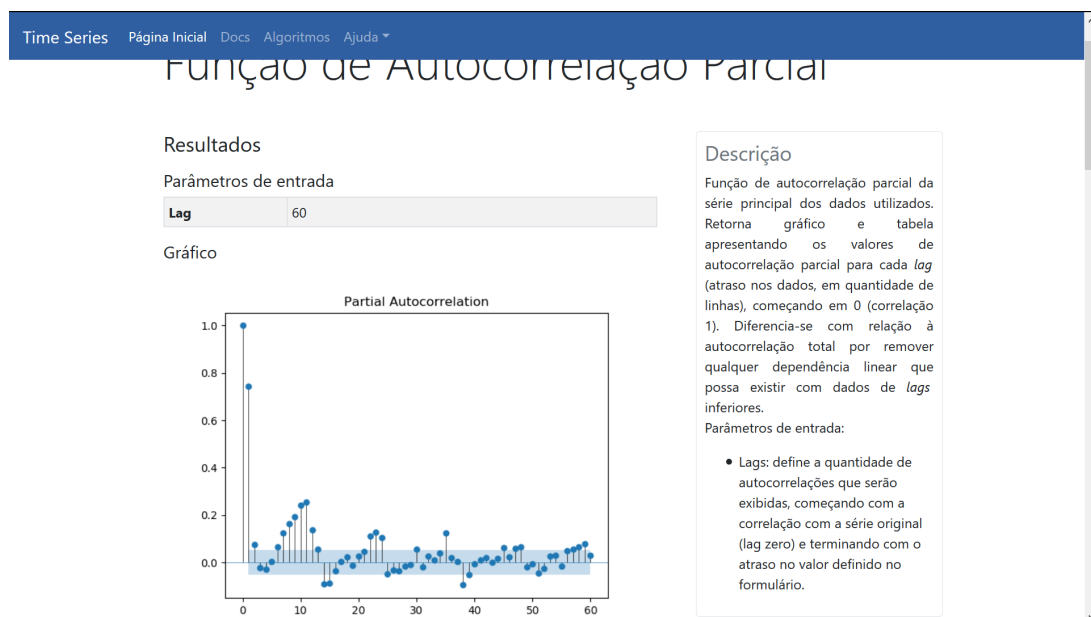 Time Series Página Inicial Docs Algoritmos Ajuda
Função de Autocorrelação Parcial
Resultados
Parâmetros de entrada
Lag 60
Gráfico
Partial Autocorrelation
1.0
0.8
0.6
0.4
0.2
0.0
0 10 20 30 40 50 60
Descrição
Função de autocorrelação parcial da
série principal dos dados utilizados.
Retorna gráfico e tabela
apresentando os valores de
autocorrelação parcial para cada lag
(atraso nos dados, em quantidade de
linhas), começando em 0 (correlação
1). Diferencia-se com relação à
autocorrelação total por remover
qualquer dependência linear que
possa existir com dados de lags
inferiores.
Parâmetros de entrada:
Lags: define a quantidade de
autocorrelações que serão
exibidas, começando com a
correlação com a série original
(lag zero) e terminando com o
atraso no valor definido no
formulário.